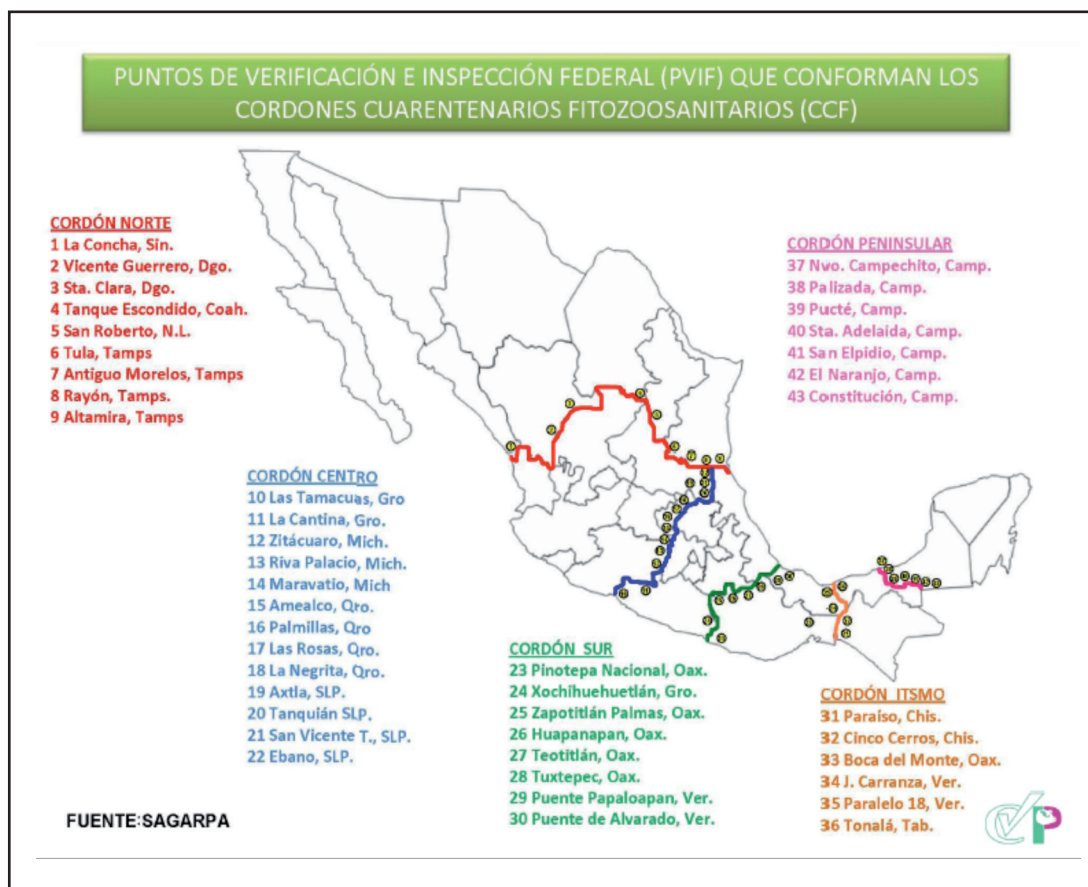 PUNTOS DE VERIFICACIÓN E INSPECCIÓN FEDERAL (PVIF) QUE CONFORMAN LOS
CORDONES CUARENTENARIOS FITOZOOSANITARIOS (CCF)
CORDÓN NORTE
1 La Concha, Sin.
2 Vicente Guerrero, Dgo.
3 Sta. Clara, Dgo.
4 Tanque Escondido, Coah.
5 San Roberto, N.L.
6 Tula, Tamps
7 Antiguo Morelos, Tamps
8 Rayón, Tamps.
9 Altamira, Tamps
CORDÓN PENINSULAR
37 Nvo. Campechito, Camp.
38 Palizada, Camp.
39 Pucté, Camp.
40 Sta. Adelaida, Camp.
41 San Elpidio, Camp.
42 El Naranjo, Camp.
43 Constitución, Camp.
CORDÓN CENTRO
10 Las Tamacuas, Gro
11 La Cantina, Gro.
12 Zitácuaro, Mich.
13 Riva Palacio, Mich.
14 Maravatio, Mich
15 Amealco, Qro.
16 Palmillas, Qro
17 Las Rosas, Qro.
18 La Negrita, Qro.
19 Axtla, SLP.
20 Tanquián SLP.
21 San Vicente T., SLP.
22 Ebano, SLP.
CORDÓN SUR
23 Pinotepa Nacional, Oax.
24 Xochihuehuetlán, Gro.
25 Zapotitlán Palmas, Oax.
26 Huapanapan, Oax.
27 Teotitlán, Oax.
28 Tuxtepec, Oax.
29 Puente Papaloapan, Ver.
30 Puente de Alvarado, Ver.
CORDÓN ITSMO
31 Paraíso, Chis.
32 Cinco Cerros, Chis.
33 Boca del Monte, Oax.
34 J. Carranza, Ver.
35 Paralelo 18, Ver.
36 Tonalá, Tab.
FUENTE:SAGARPA